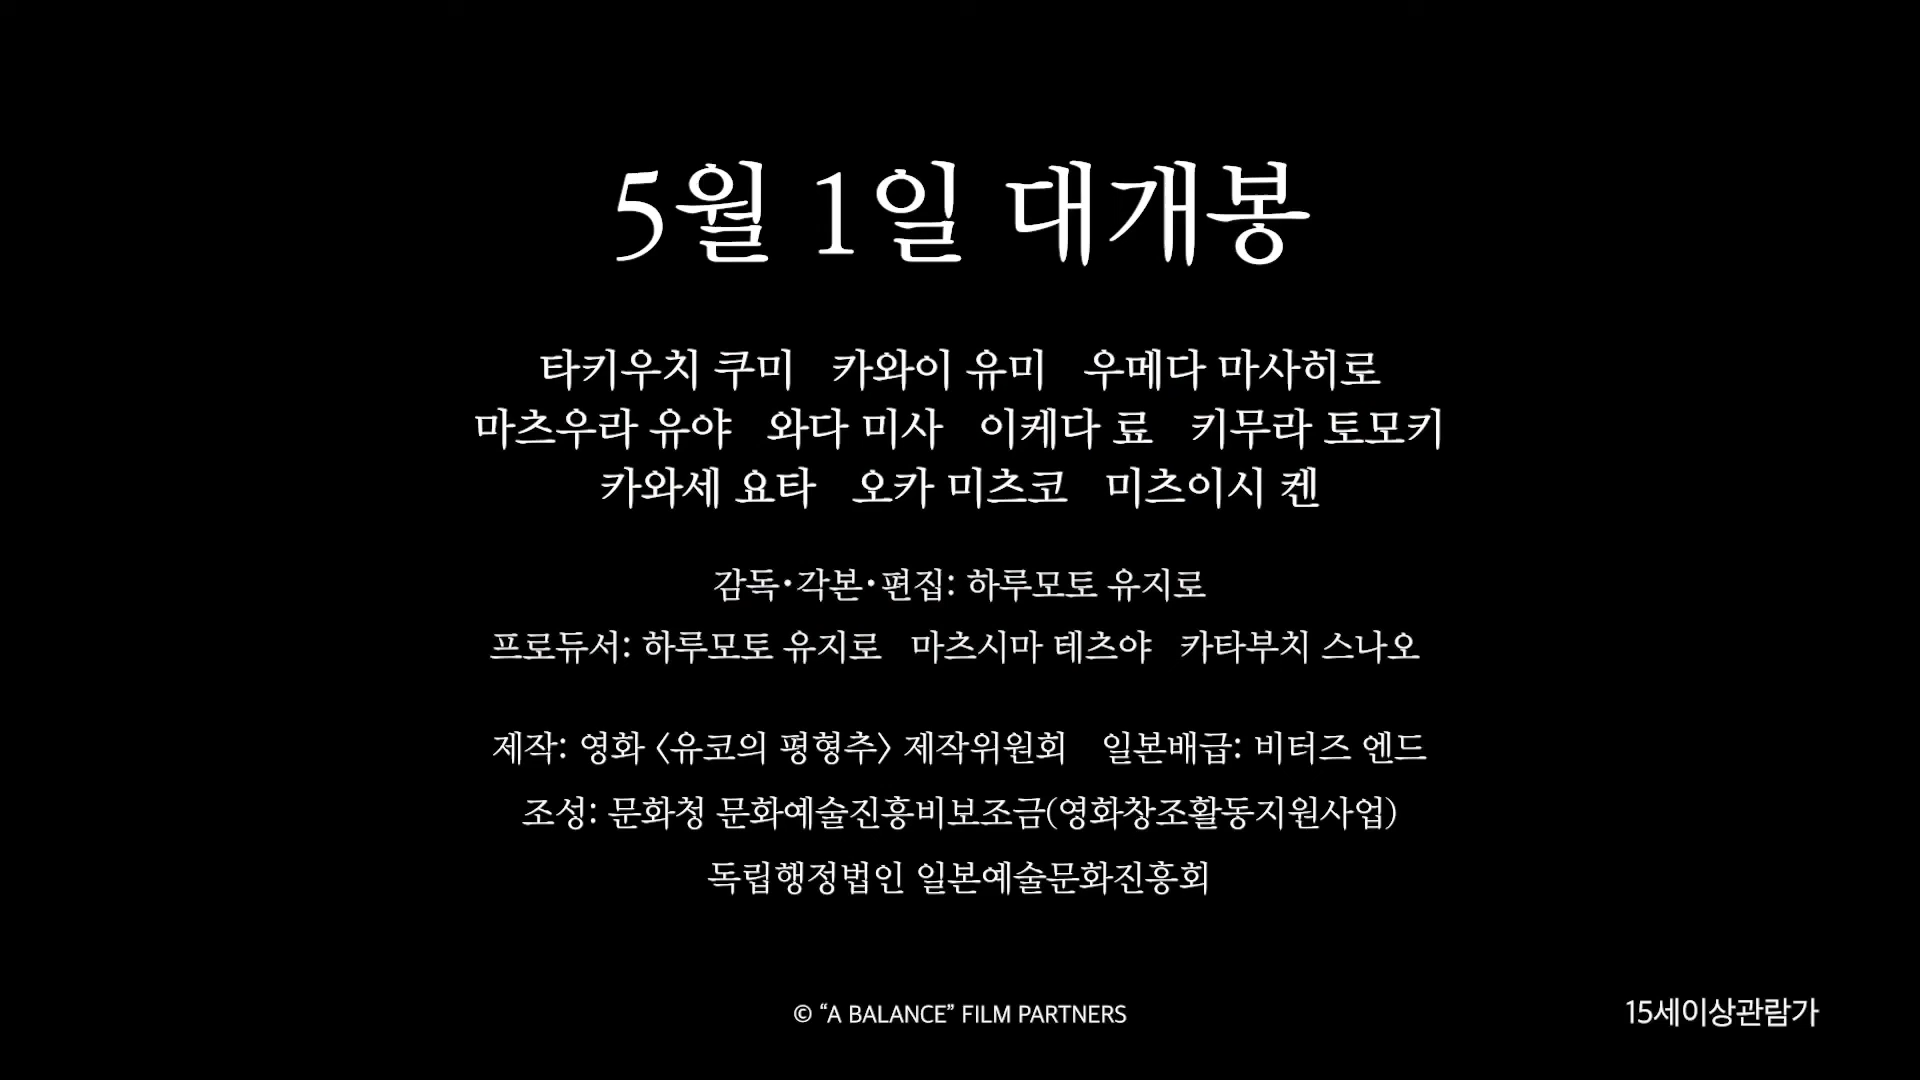 5월 1일 대개봉
타키우치 쿠미 카와이 유미 우메다 마사히로
마츠우라 유야 와다 미사 이케다 료 키무라 토모키
카와세 요타 오카 미츠코 미츠이시 켄
감독·각본·편집: 하루모토 유지로
프로듀서: 하루모토 유지로 마츠시마 테츠야 카타부치 스나오
제작: 영화 〈유코의 평형추〉 제작위원회 일본배급: 비터즈 엔드
조성: 문화청 문화예술진흥비보조금(영화창조활동지원사업)
독립행정법인 일본예술문화진흥회
© “A BALANCE” FILM PARTNERS
15세이상관람가